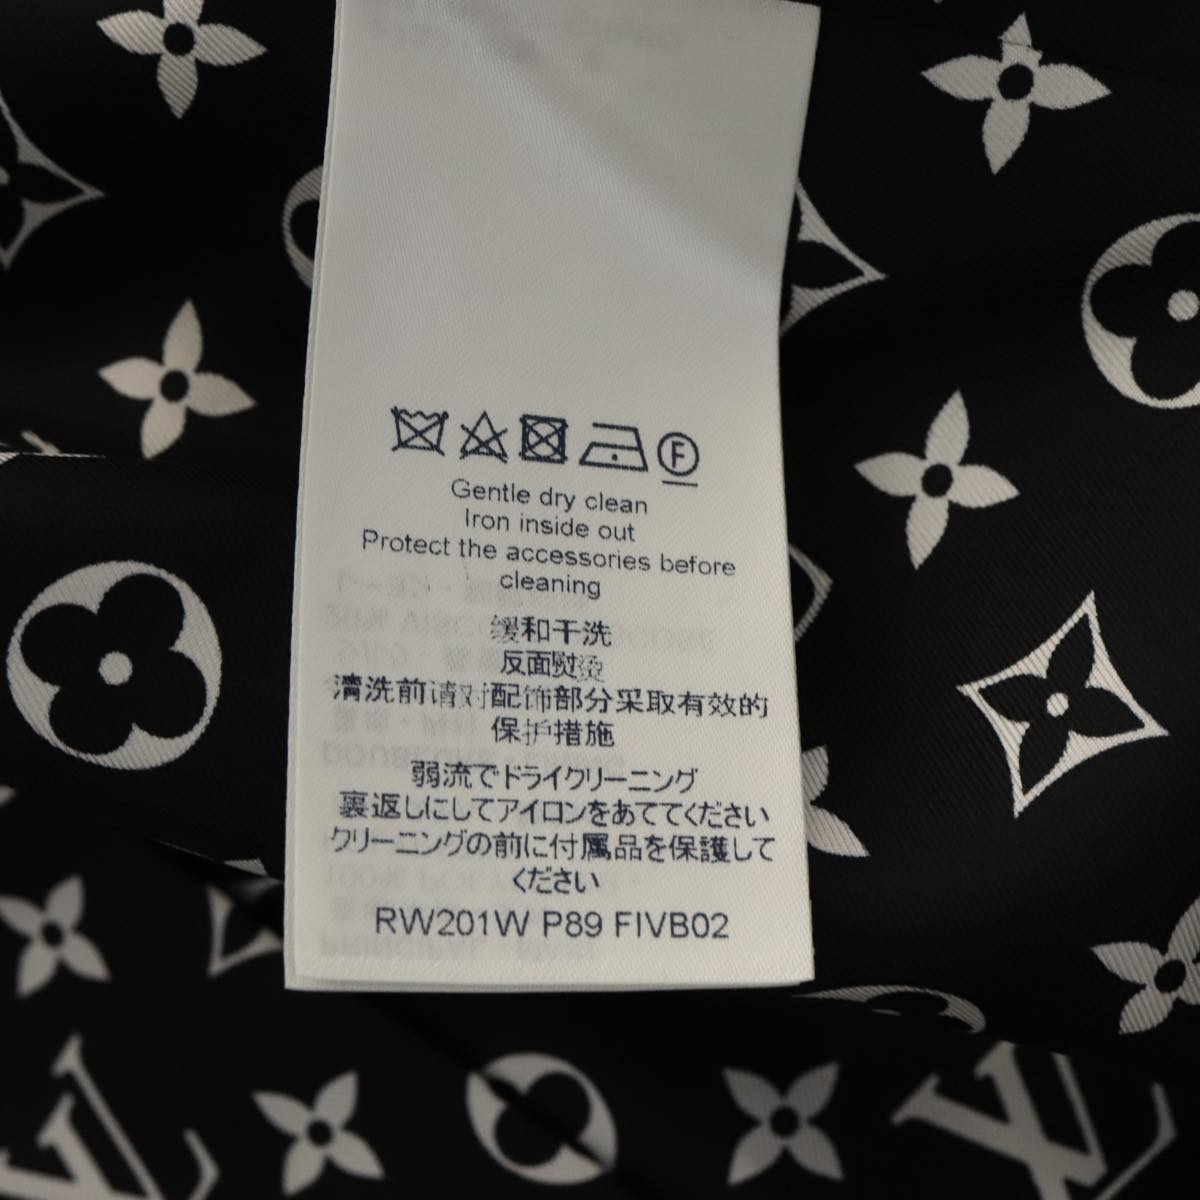 F
Gentle dry clean
Iron inside out
Protect the accessories before
cleaning
缓和干洗
反面熨烫
清洗前请对配饰部分采取有效的
保护措施
弱流でドライクリーニング
裏返しにしてアイロンをあててください
クリーニングの前に付属品を保護して
ください
RW201W P89 FIVB02
LV
LV